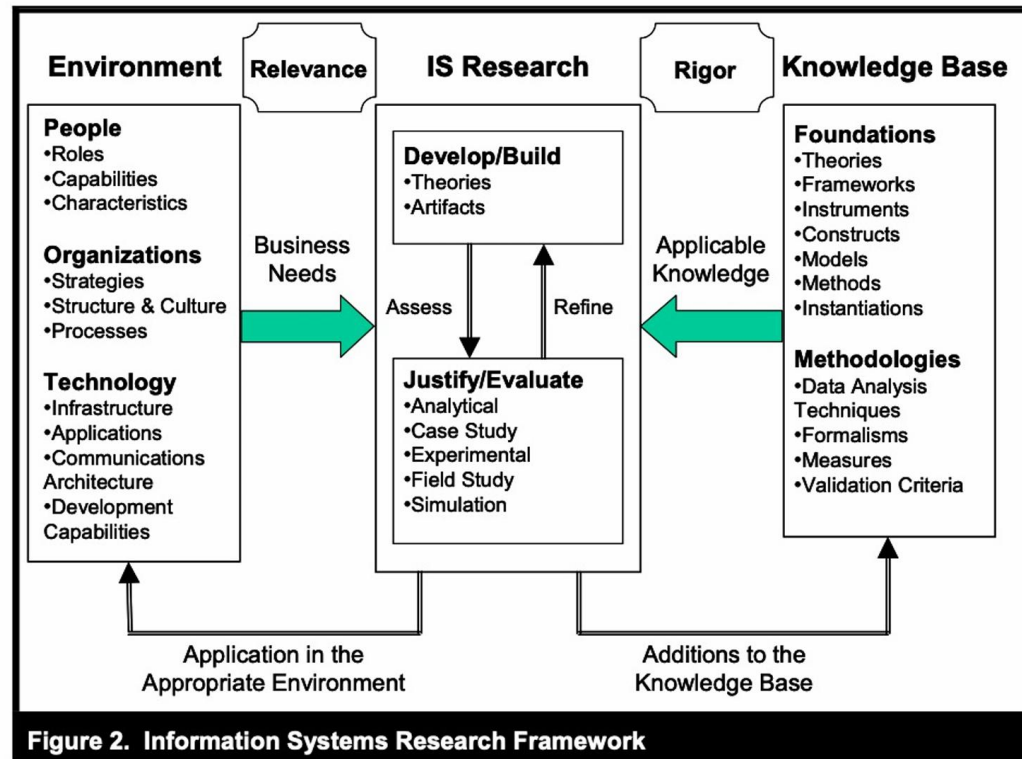 Environment
Relevance
IS Research
Rigor
Knowledge Base
People
•Roles
•Capabilities
•Characteristics
Organizations
•Strategies
•Structure & Culture
•Processes
Technology
•Infrastructure
•Applications
•Communications
Architecture
•Development
Capabilities
Business
Needs
Develop/Build
•Theories
•Artifacts
Assess
Refine
Justify/Evaluate
•Analytical
•Case Study
•Experimental
•Field Study
•Simulation
Applicable
Knowledge
Foundations
•Theories
•Frameworks
•Instruments
•Constructs
•Models
•Methods
•Instantiations
Methodologies
•Data Analysis
Techniques
•Formalisms
•Measures
•Validation Criteria
Application in the
Appropriate Environment
Additions to the
Knowledge Base
Figure 2. Information Systems Research Framework